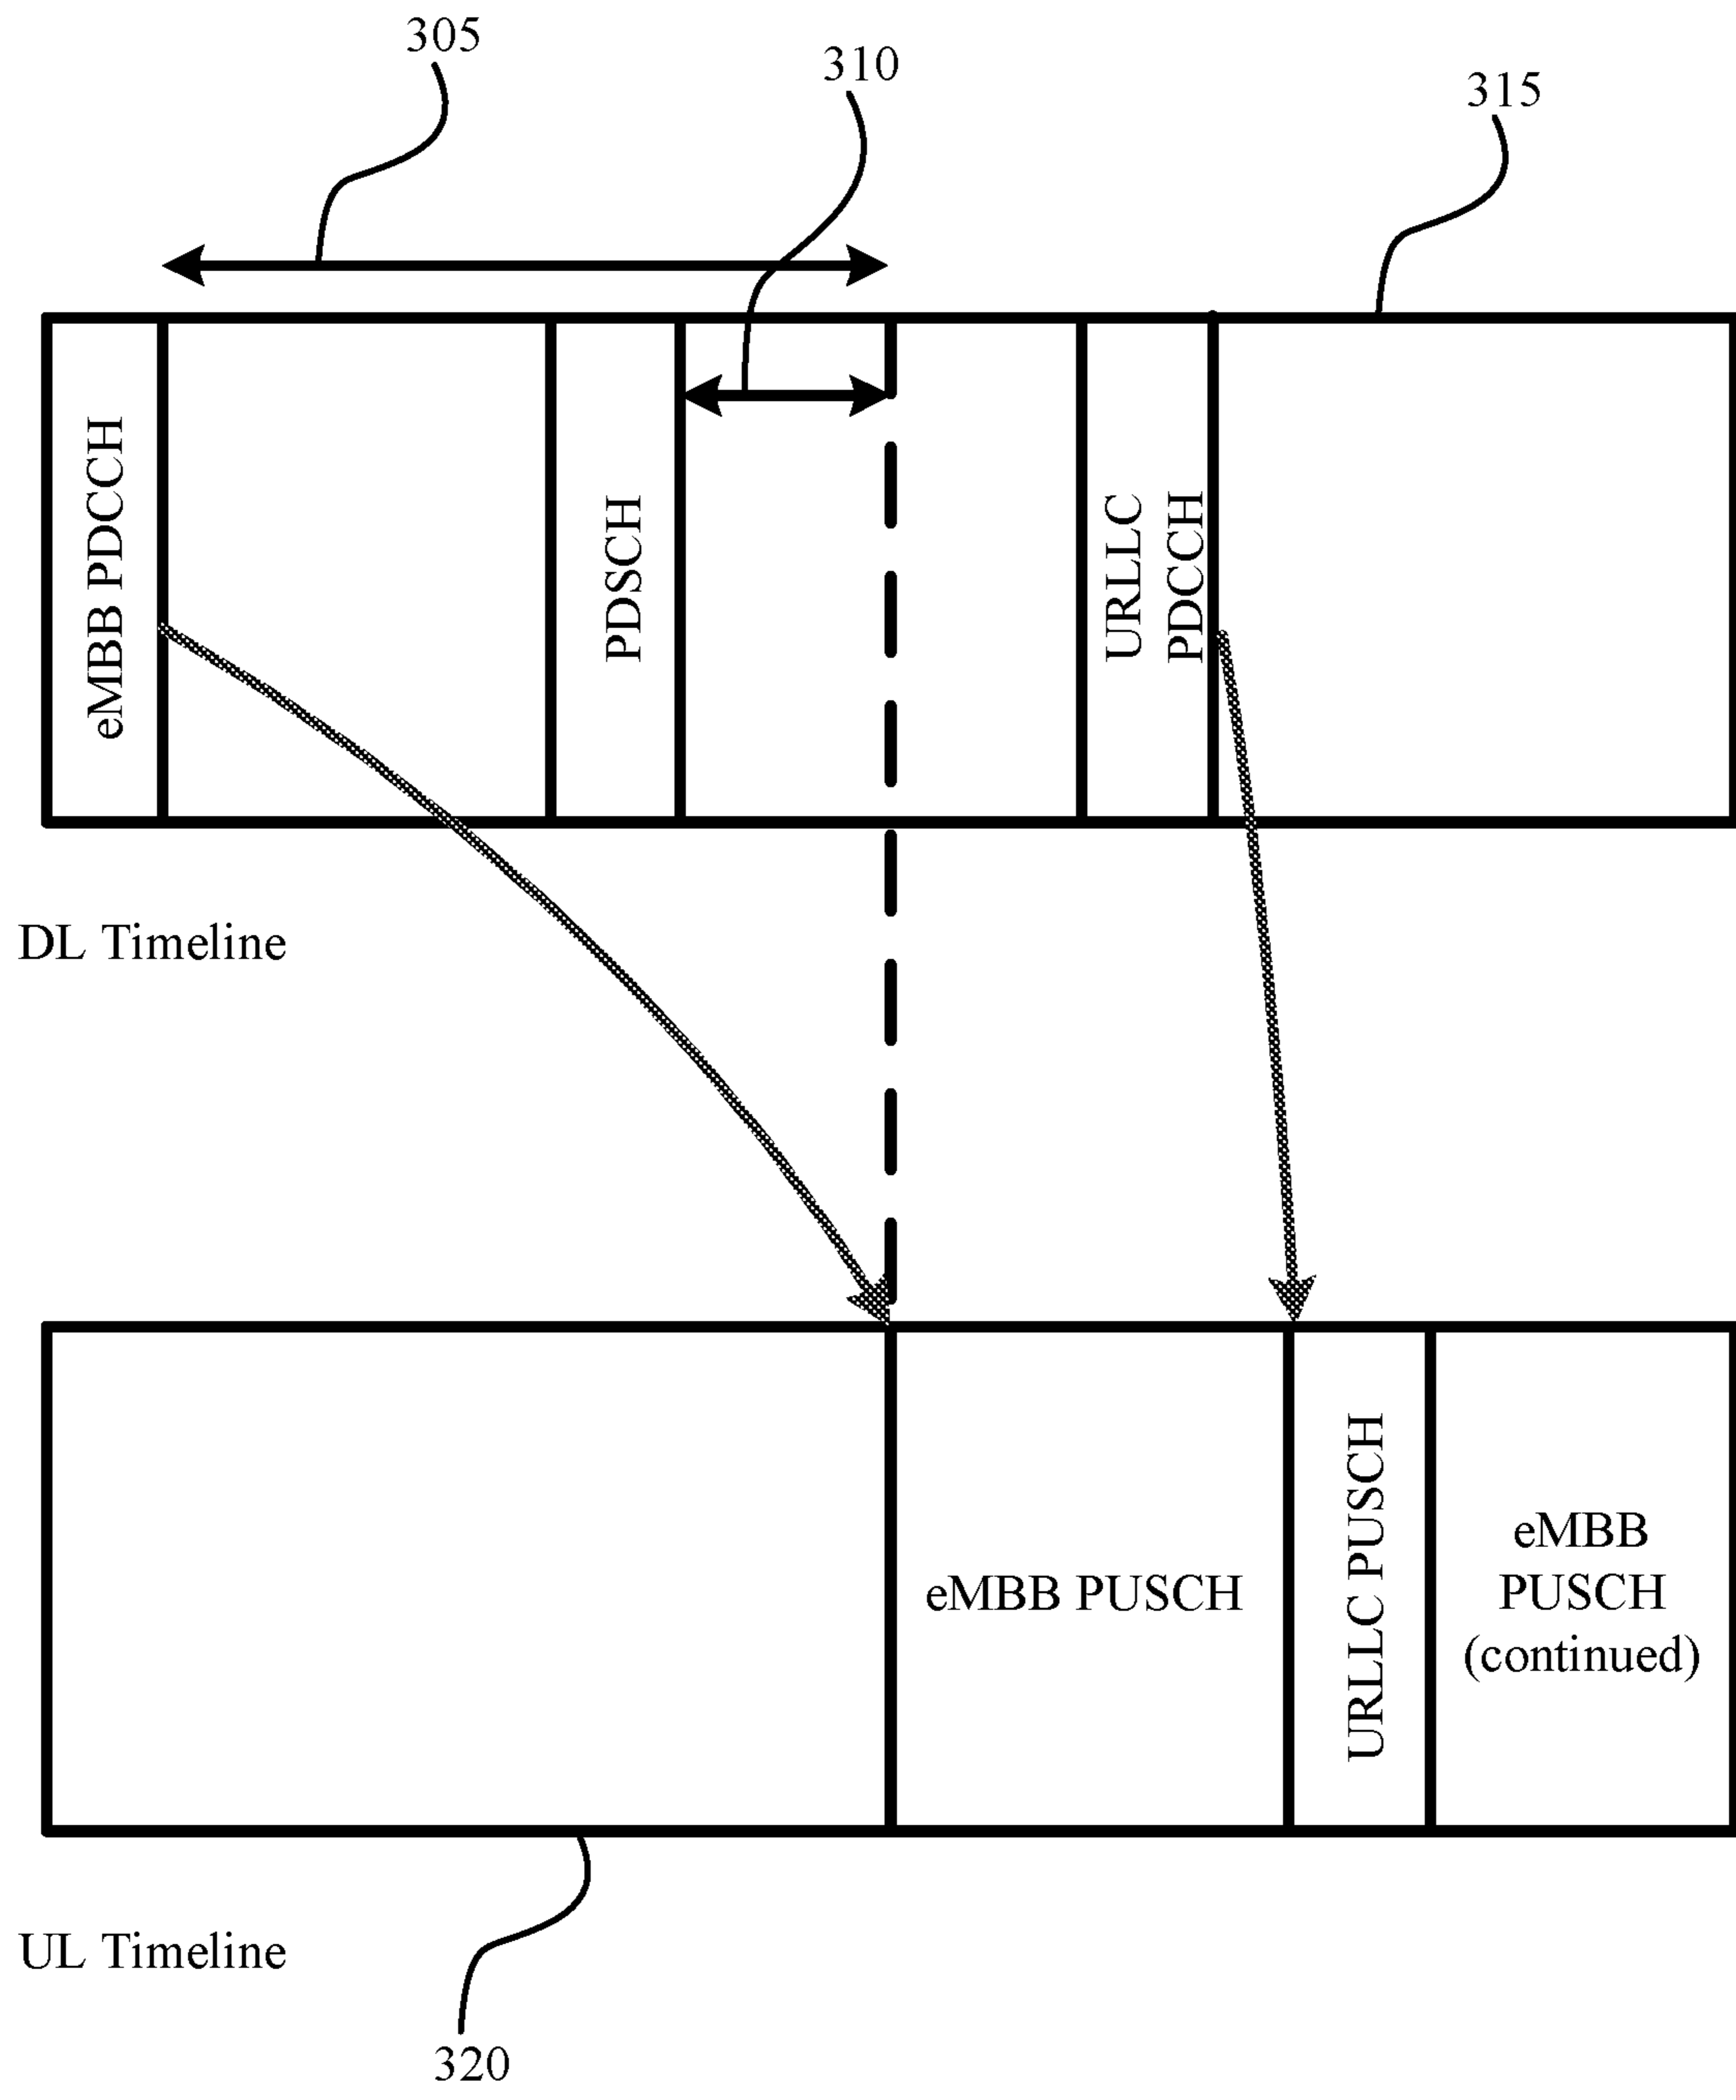 305
310
315
eMBB PDCCH
PDSCH
URLLC
PDCCH
DL Timeline
eMBB PUSCH
URLLC PUSCH
eMBB
PUSCH
(continued)
UL Timeline
320